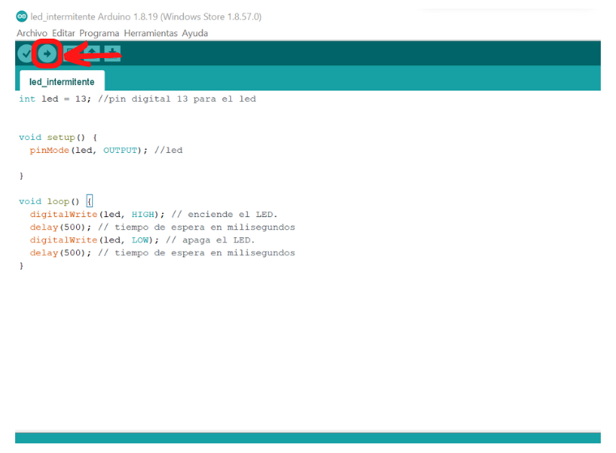 led_intermitente Arduino 1.8.19 (Windows Store 1.8.57.0)
Archivo Editar Programa Herramientas Ayuda
led_intermitente
int led = 13; //pin digital 13 para el led
void setup() {
pinMode(led, OUTPUT); //led
}
void loop() {
digitalWrite(led, HIGH); // enciende el LED.
delay(500); // tiempo de espera en milisegundos
digitalWrite(led, LOW); // apaga el LED.
delay(500); // tiempo de espera en milisegundos
}